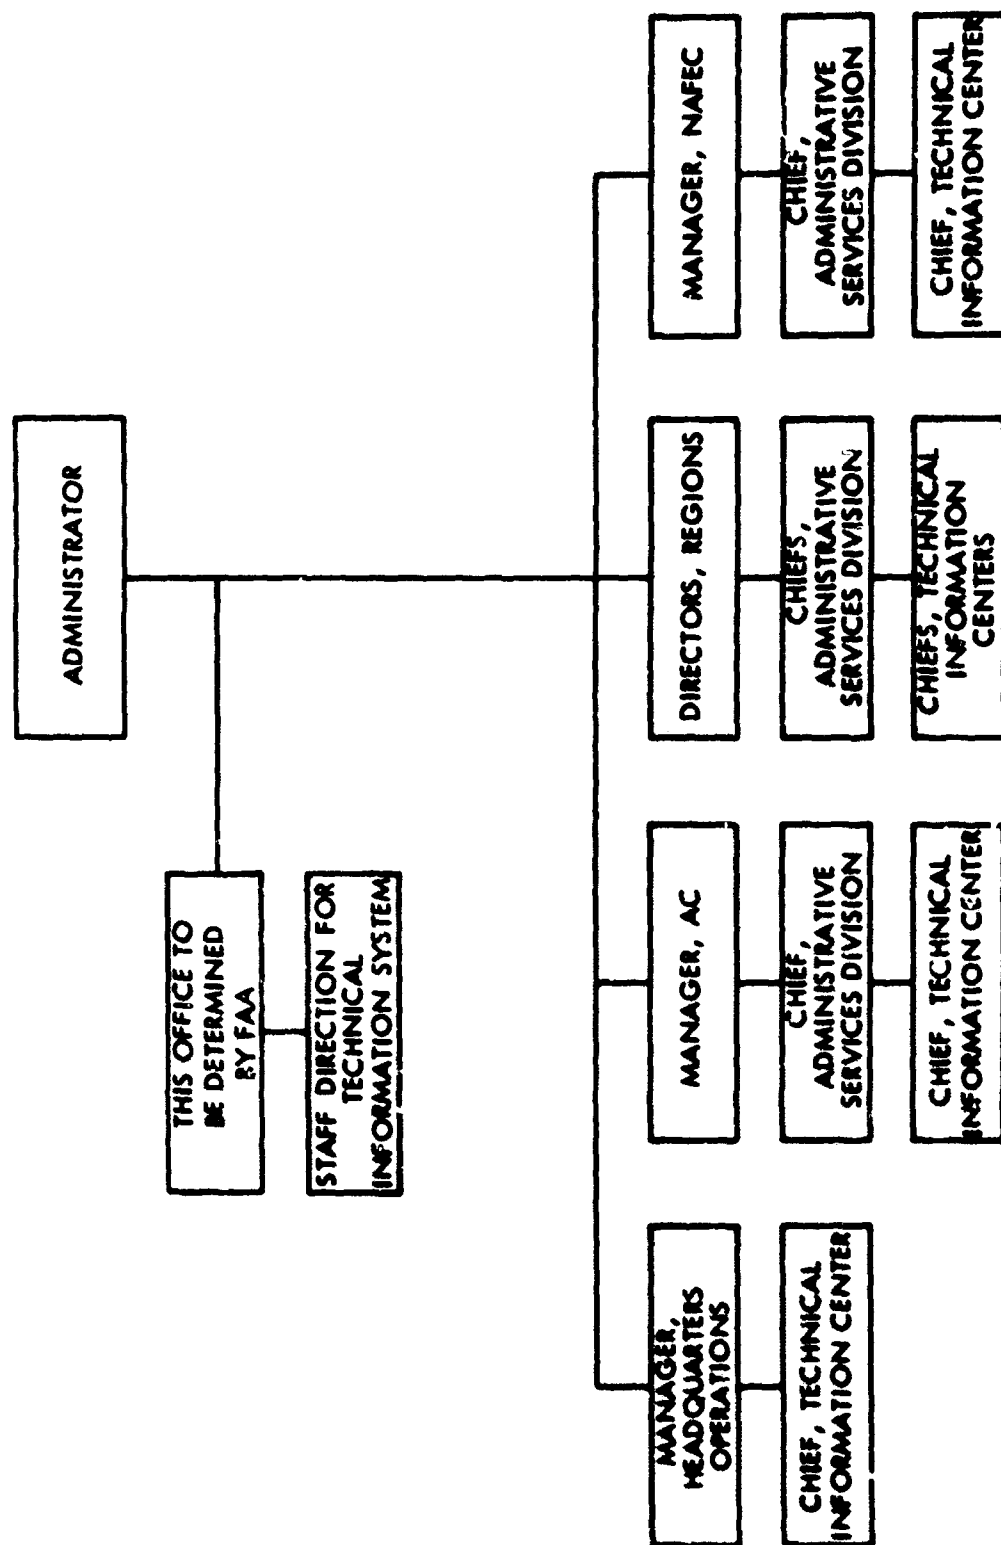 ADMINISTRATOR
THIS OFFICE TO
BE DETERMINED
BY FAA
STAFF DIRECTION FOR
TECHNICAL
INFORMATION SYSTEM
MANAGER,
HEADQUARTERS
OPERATIONS
CHIEF, TECHNICAL
INFORMATION CENTER
MANAGER, AC
CHIEF,
ADMINISTRATIVE
SERVICES DIVISION
CHIEF, TECHNICAL
INFORMATION CENTER
DIRECTORS, REGIONS
CHIEFS,
ADMINISTRATIVE
SERVICES DIVISION
CHIEFS, TECHNICAL
INFORMATION
CENTERS
MANAGER, NAFEC
CHIEF,
ADMINISTRATIVE
SERVICES DIVISION
CHIEF, TECHNICAL
INFORMATION CENTER